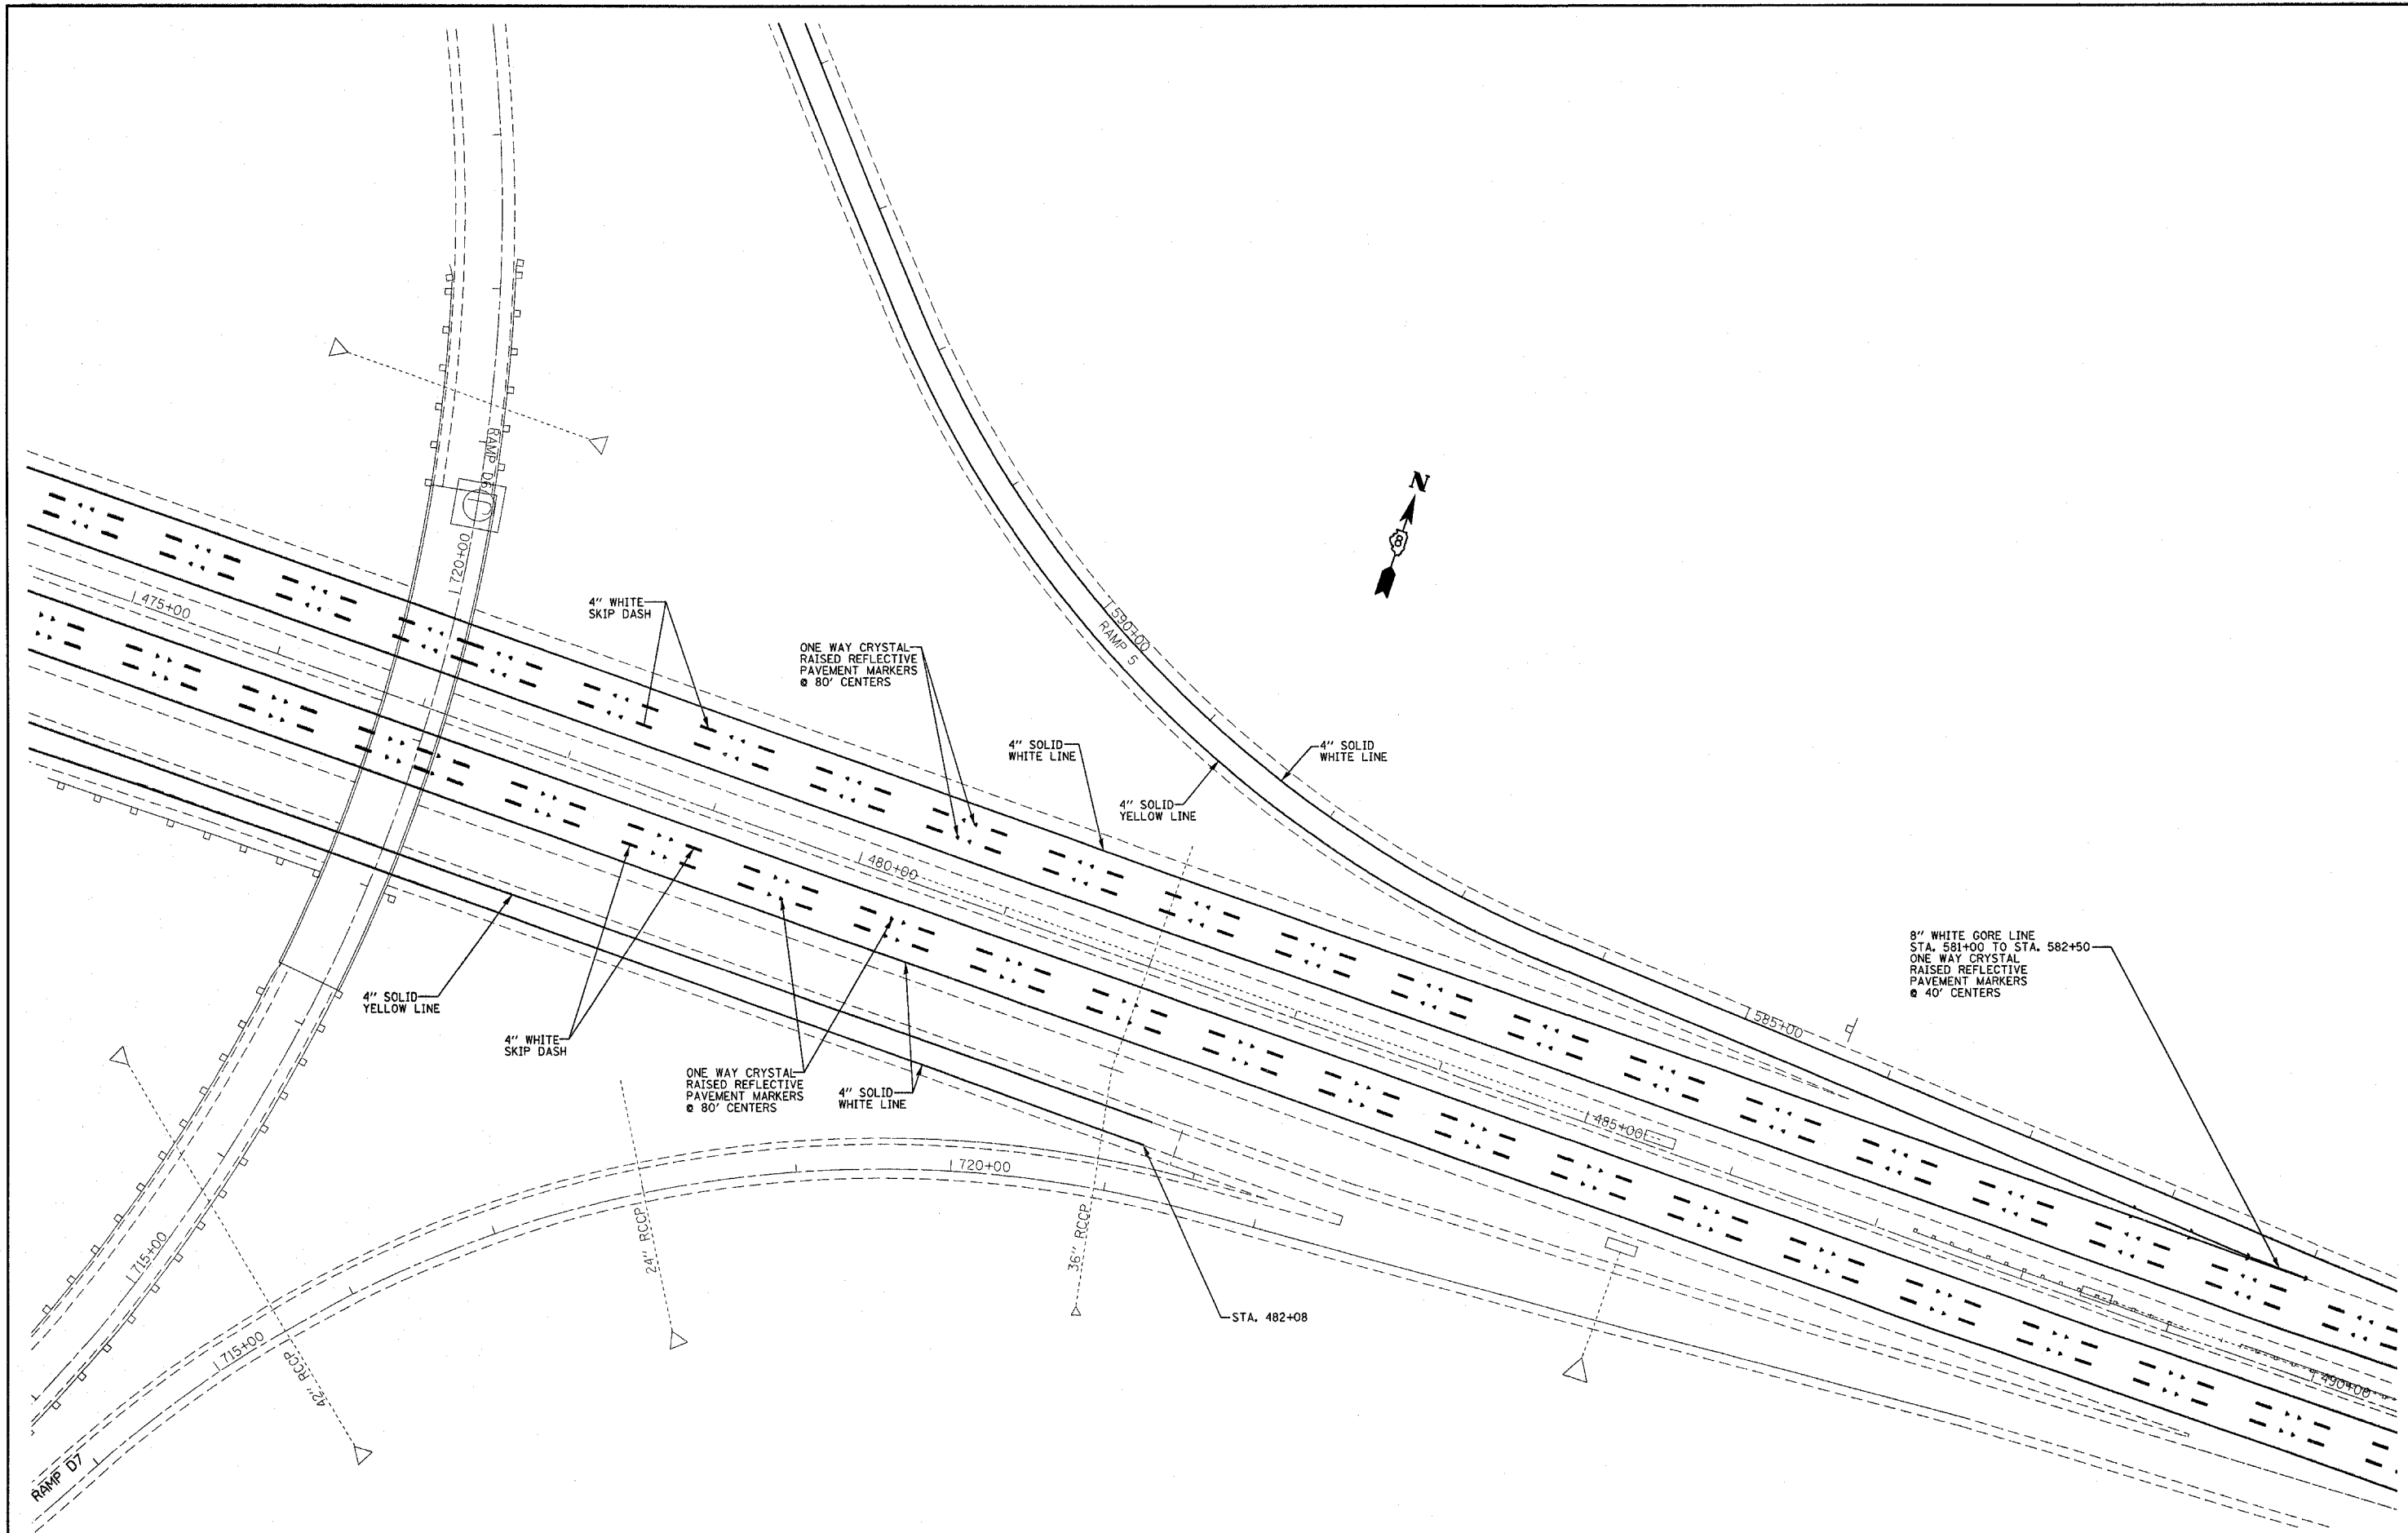 N
8
RAMP D6
720+00
475+00
4" WHITE
SKIP DASH
ONE WAY CRYSTAL
RAISED REFLECTIVE
PAVEMENT MARKERS
@ 80' CENTERS
590+00
RAMP 5
4" SOLID
WHITE LINE
4" SOLID
WHITE LINE
4" SOLID
YELLOW LINE
480+00
8" WHITE GORE LINE
STA. 581+00 TO STA. 582+50
ONE WAY CRYSTAL
RAISED REFLECTIVE
PAVEMENT MARKERS
@ 40' CENTERS
4" SOLID
YELLOW LINE
4" WHITE
SKIP DASH
ONE WAY CRYSTAL
RAISED REFLECTIVE
PAVEMENT MARKERS
@ 80' CENTERS
4" SOLID
WHITE LINE
585+00
485+00
720+00
24" RCCP
36" RCCP
715+00
STA. 482+08
715+00
42" RCCP
490+00
RAMP D7